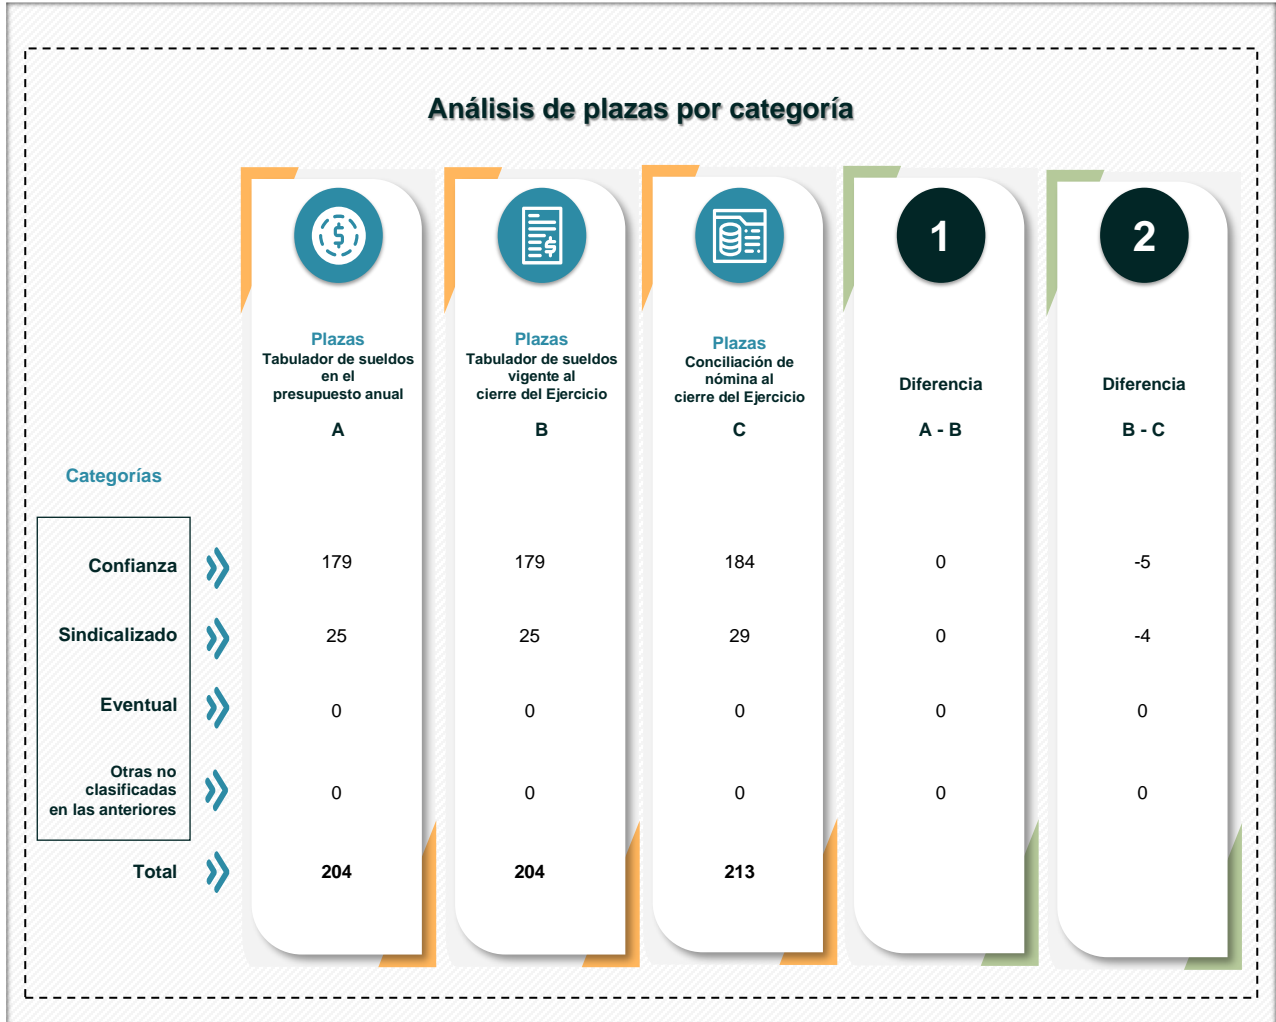 Análisis de plazas por categoría
1
2
Plazas
Tabulador de sueldos
en el
presupuesto anual
A
Plazas
Tabulador de sueldos
vigente al
cierre del Ejercicio
B
Plazas
Conciliación de
nómina al
cierre del Ejercicio
C
Diferencia
A - B
Diferencia
B - C
Categorías
Confianza 179 179 184 0 -5
Sindicalizado 25 25 29 0 -4
Eventual 0 0 0 0 0
Otras no
clasificadas
en las anteriores 0 0 0 0 0
Total 204 204 213